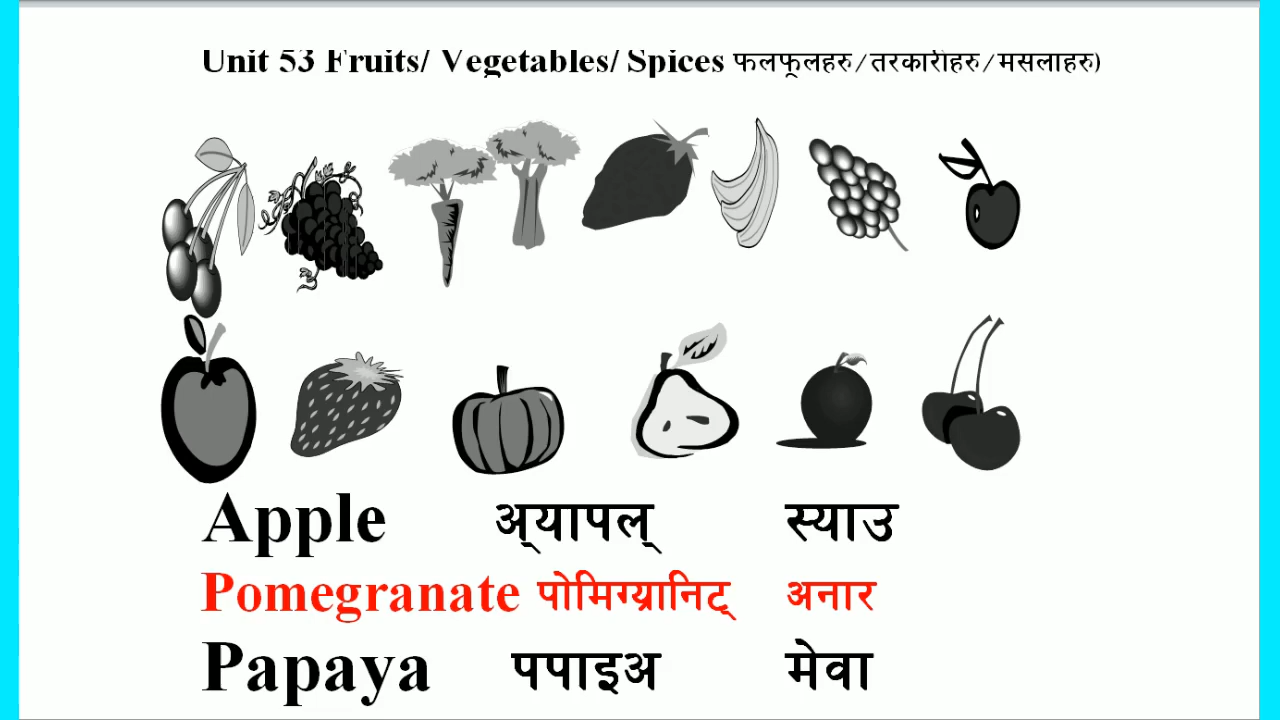 Unit 53 Fruits/ Vegetables/ Spices फलफूलहरु/तरकारीहरु/मसलाहरु)
Apple अ्यापल् स्याउ
Pomegranate पोमिग्य्रानिट् अनार
Papaya पपाइअ मेवा